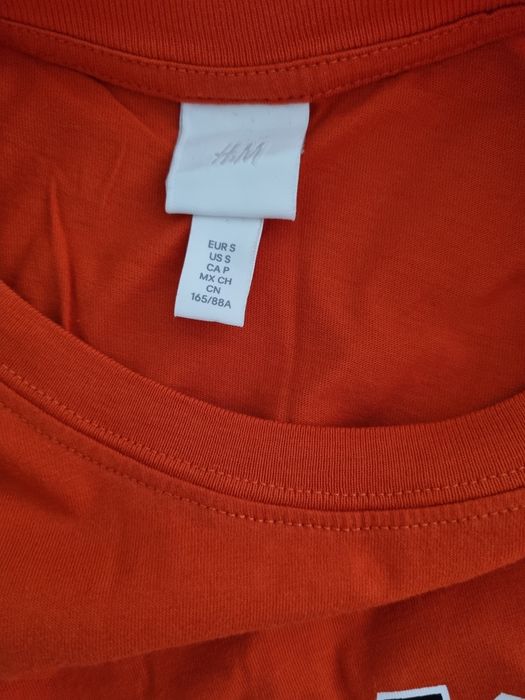 H&M
EUR S
US S
CA P
MX CH
CN
165/88A